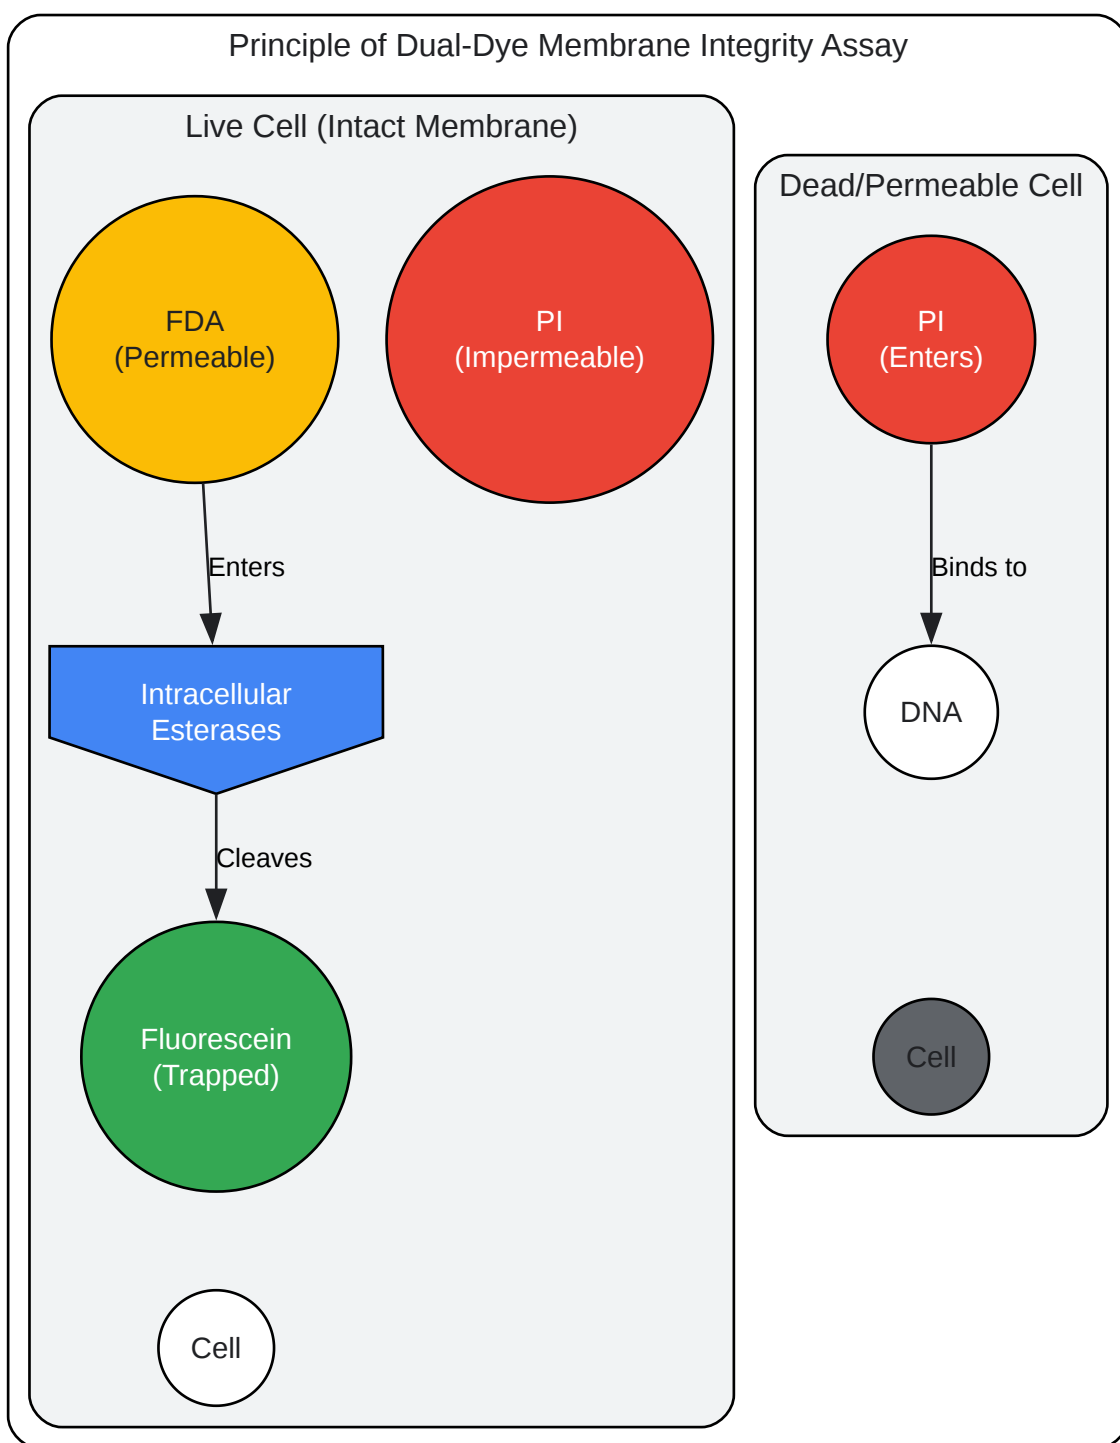 Principle of Dual-Dye Membrane Integrity Assay
Live Cell (Intact Membrane)
FDA
(Permeable)
PI
(Impermeable)
Enters
Intracellular
Esterases
Cleaves
Fluorescein
(Trapped)
Cell
Dead/Permeable Cell
PI
(Enters)
Binds to
DNA
Cell